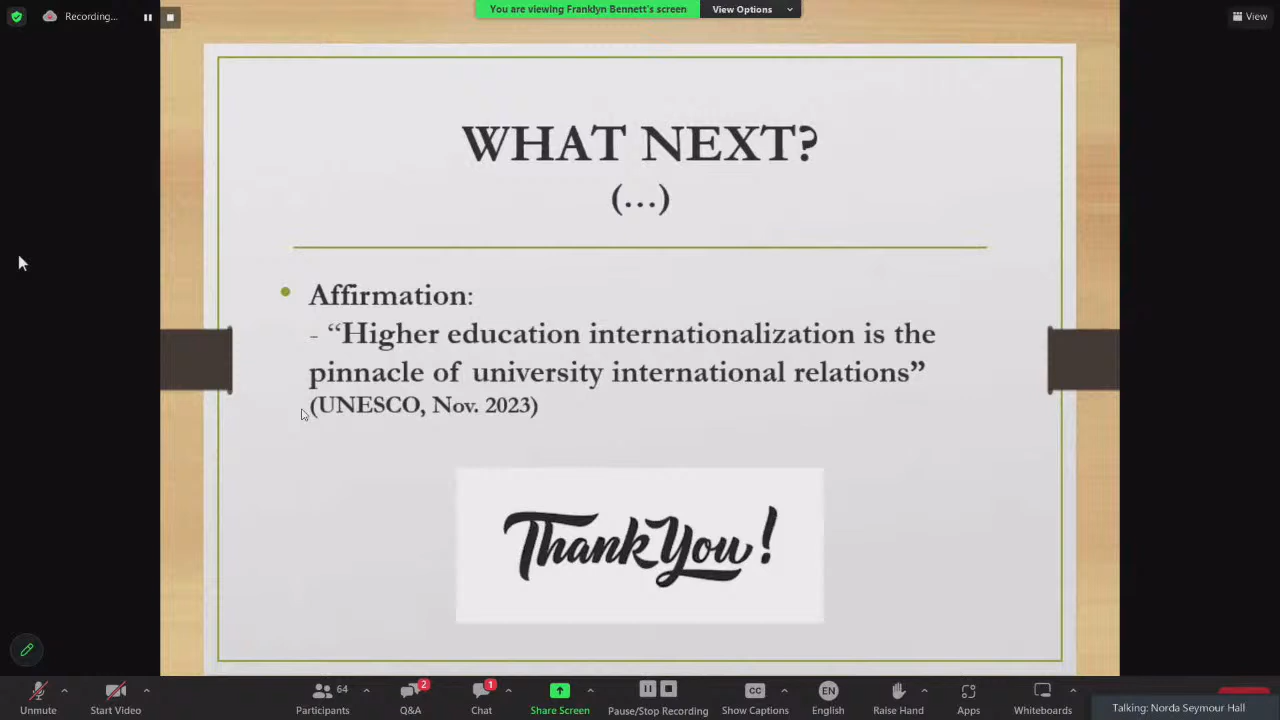 Recording...
You are viewing Franklyn Bennett's screen
View Options
View
WHAT NEXT?
(…)
Affirmation:
- “Higher education internationalization is the
pinnacle of university international relations”
(UNESCO, Nov. 2023)
Thank You!
Unmute
Start Video
Participants
64
Q&A
2
Chat
1
Share Screen
Pause/Stop Recording
CC
Show Captions
EN
English
Raise Hand
Apps
Whiteboards
Talking: Norda Seymour Hall